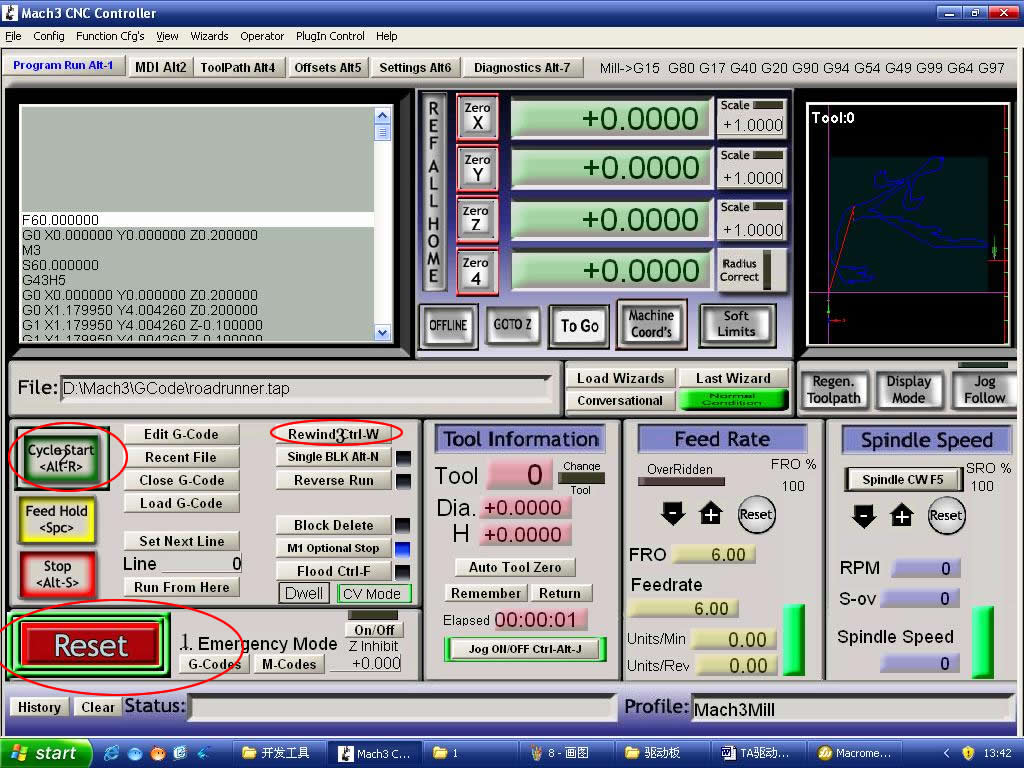 Mach3 CNC Controller
File Config Function Cfg's View Wizards Operator PlugIn Control Help
Program Run Alt-1 MDI Alt2 ToolPath Alt4 Offsets Alt5 Settings Alt6 Diagnostics Alt-7 Mill->G15 G80 G17 G40 G20 G90 G94 G54 G49 G99 G64 G97
F60.000000
G0 X0.000000 Y0.000000 Z0.200000
M3
S60.000000
G43H5
G0 X0.000000 Y0.000000 Z0.200000
G0 X1.179950 Y4.004260 Z0.200000
G1 X1.179950 Y4.004260 Z-0.100000
G1 X1.179950 Y4.004260 Z-0.100000
REF ALL HOME
Zero X +0.0000 Scale +1.0000
Zero Y +0.0000 Scale +1.0000
Zero Z +0.0000 Scale +1.0000
Zero 4 +0.0000 Radius Correct
OFFLINE GOTO Z To Go Machine Coord's Soft Limits
Tool:0
File: D:\Mach3\GCode\roadrunner.tap
Load Wizards Last Wizard
Conversational Normal Condition
Regen. Toolpath Display Mode Jog Follow
Cycle Start <Alt-R> 2
Feed Hold <Spc>
Stop <Alt-S>
Edit G-Code
Recent File
Close G-Code
Load G-Code
Set Next Line
Line 0
Run From Here
Rewind Ctrl-W 3
Single BLK Alt-N
Reverse Run
Block Delete
M1 Optional Stop
Flood Ctrl-F
Dwell CV Mode
Reset 1. Emergency Mode
G-Codes M-Codes
On/Off
Z Inhibit
+0.000
Tool Information
Tool 0 Change Tool
Dia. +0.0000
H +0.0000
Auto Tool Zero
Remember Return
Elapsed 00:00:01
Jog ON/OFF Ctrl-Alt-J
Feed Rate
OverRidden FRO %
100
Reset
FRO 6.00
Feedrate
6.00
Units/Min 0.00
Units/Rev 0.00
Spindle Speed
Spindle CW F5 SRO %
100
Reset
RPM 0
S-ov 0
Spindle Speed
0
History Clear Status: Profile: Mach3Mill
start 开发工具 Mach3 C... 1 8 - 画图 驱动板 TA驱动... Macrome... 13:42